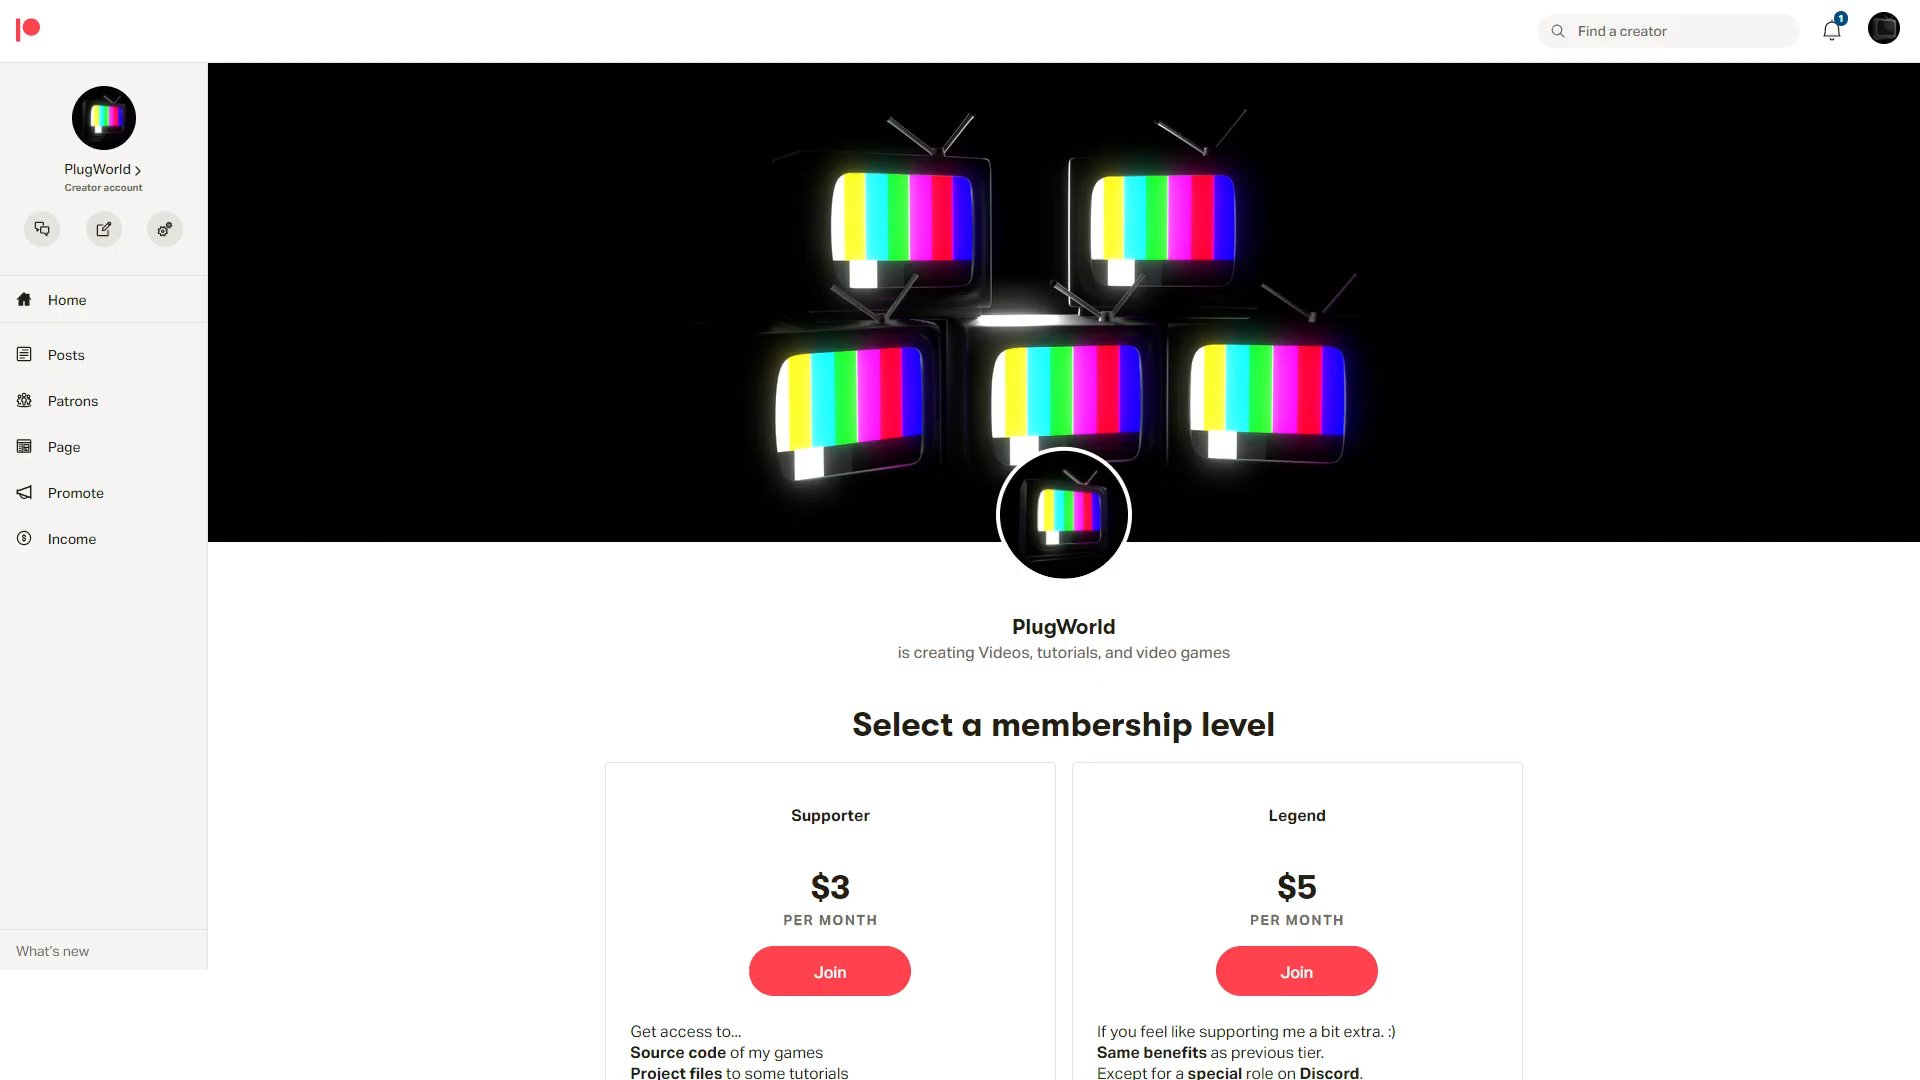 Find a creator
1
PlugWorld
Creator account
Home
Posts
Patrons
Page
Promote
Income
What's new
PlugWorld
is creating Videos, tutorials, and video games
Select a membership level
Supporter
$3
PER MONTH
Join
Get access to...
Source code of my games
Project files to some tutorials
Legend
$5
PER MONTH
Join
If you feel like supporting me a bit extra. :)
Same benefits as previous tier.
Except for a special role on Discord.